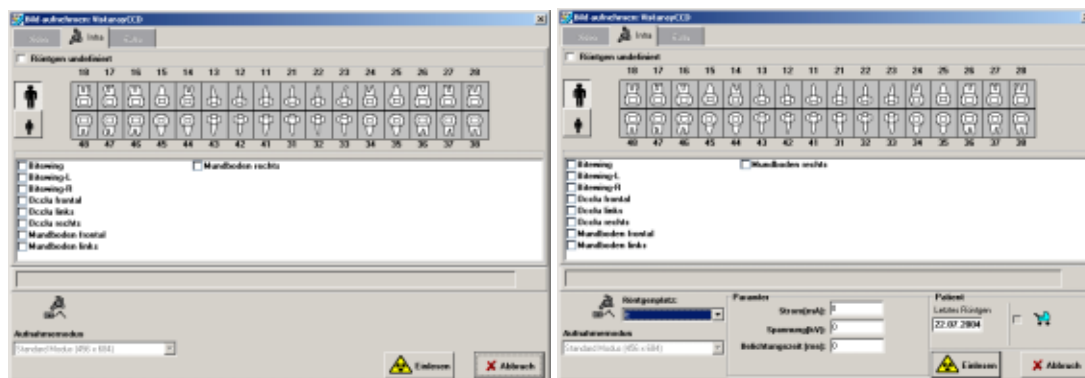 Bild aufnehmen: VistarayCCD
Intra
Extra
Röntgen undefiniert
18 17 16 15 14 13 12 11 21 22 23 24 25 26 27 28
48 47 46 45 44 43 42 41 31 32 33 34 35 36 37 38
Bitewing
Mundboden rechts
Bitewing-L
Bitewing-R
Occlu frontal
Occlu links
Occlu rechts
Mundboden frontal
Mundboden links
Aufnahmemodus
Einlesen
Abbruch
Bild aufnehmen: VistarayCCD
Intra
Extra
Röntgen undefiniert
18 17 16 15 14 13 12 11 21 22 23 24 25 26 27 28
48 47 46 45 44 43 42 41 31 32 33 34 35 36 37 38
Bitewing
Mundboden rechts
Bitewing-L
Bitewing-R
Occlu frontal
Occlu links
Occlu rechts
Mundboden frontal
Mundboden links
Röntgenplatz:
Parameter
Strom(mA):
Spannung(kV): 0
Belichtungszeit (ms): 0
Patient
Letztes Röntgen
22.07.2004
Aufnahmemodus
Einlesen
Abbruch